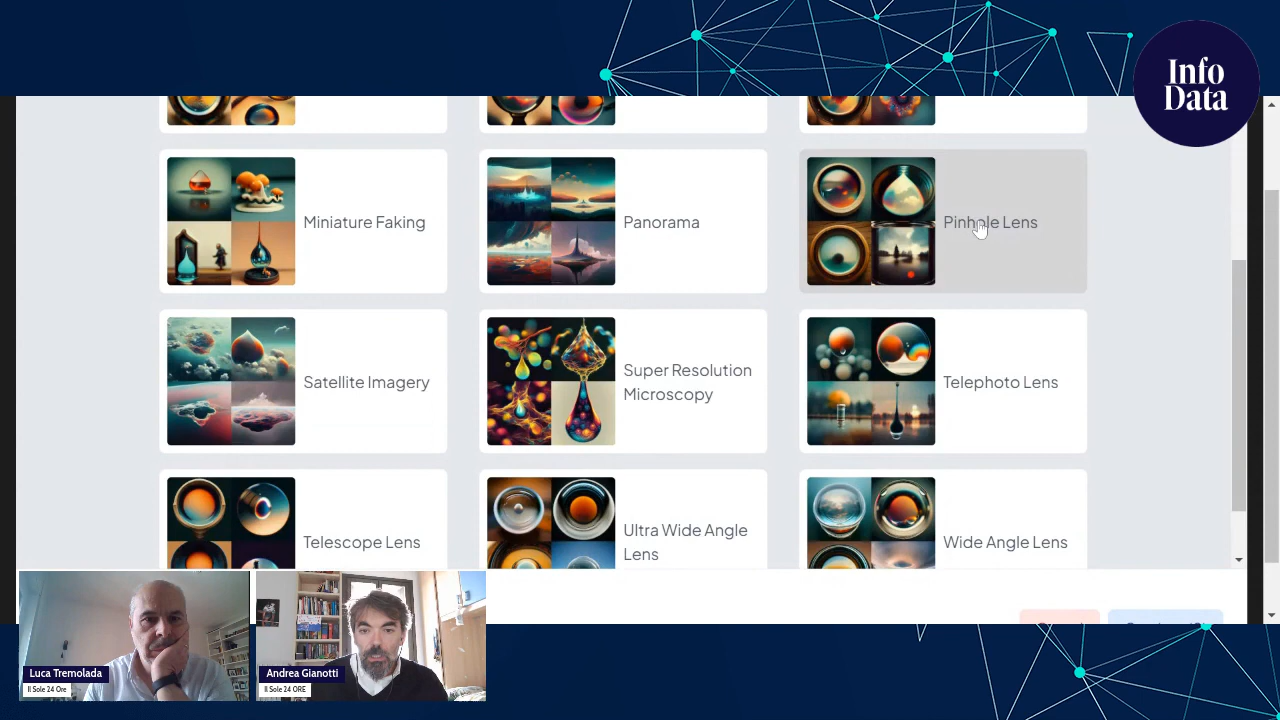 Info
Data
Miniature Faking
Panorama
Pinhole Lens
Satellite Imagery
Super Resolution
Microscopy
Telephoto Lens
Telescope Lens
Ultra Wide Angle
Lens
Wide Angle Lens
Luca Tremolada
Il Sole 24 Ore
Andrea Gianotti
Il Sole 24 ORE